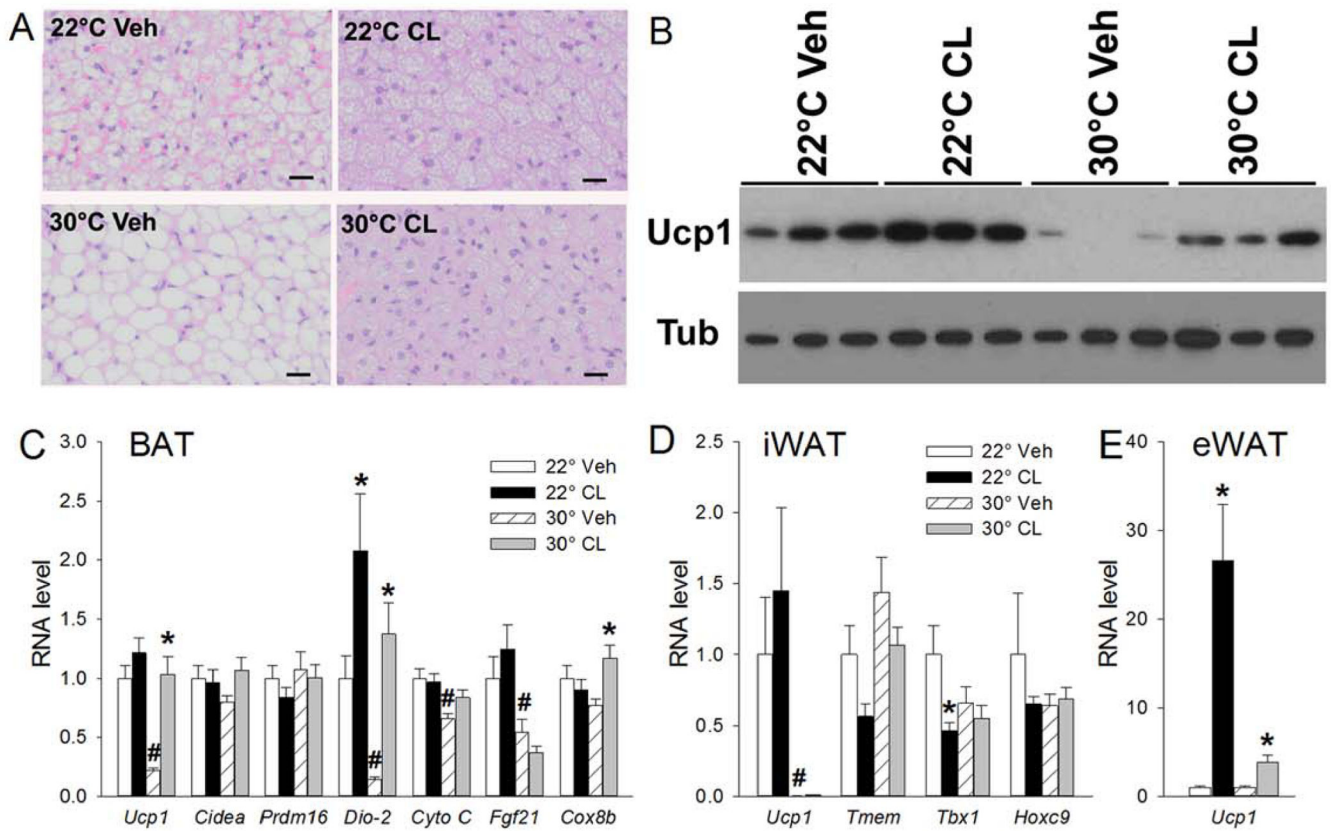 A
22°C Veh
22°C CL
30°C Veh
30°C CL
B
22°C Veh
22°C CL
30°C Veh
30°C CL
Ucp1
Tub
C
BAT
RNA level
3.0
2.5
2.0
1.5
1.0
0.5
0.0
22° Veh
22° CL
30° Veh
30° CL
#
*
*
#
*
#
#
*
Ucp1 Cidea Prdm16 Dio-2 Cyto C Fgf21 Cox8b
D
iWAT
RNA level
2.5
2.0
1.5
1.0
0.5
0.0
22° Veh
22° CL
30° Veh
30° CL
#
*
Ucp1 Tmem Tbx1 Hoxc9
E
eWAT
RNA level
40
30
20
10
0
*
*
Ucp1